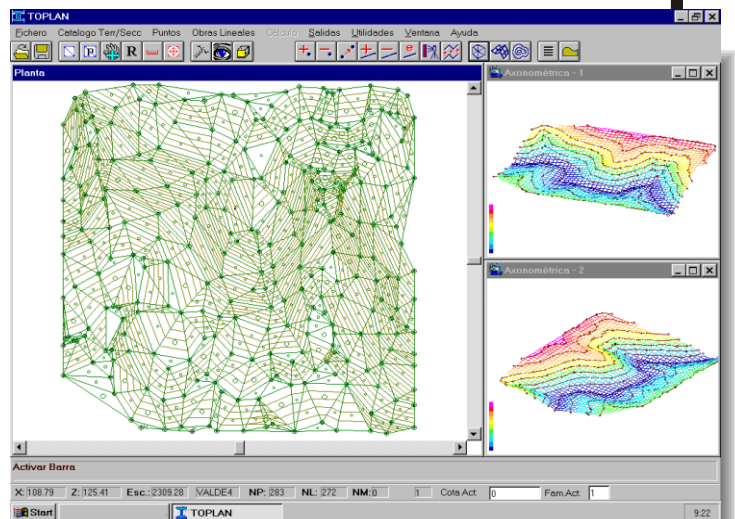 TOPLAN
Fichero Catalogo Terr/Secc Puntos Obras Lineales Calculo Salidas Utilidades Ventana Ayuda
P R e
Planta
Axonométrica - 1
Axonométrica - 2
Activar Barra
X: 108.79 Z: 125.41 Esc.: 2309.28 VALDE4 NP: 283 NL: 272 NM:0 1 Cota Act 0 Fam.Act 1
Start TOPLAN 9:22